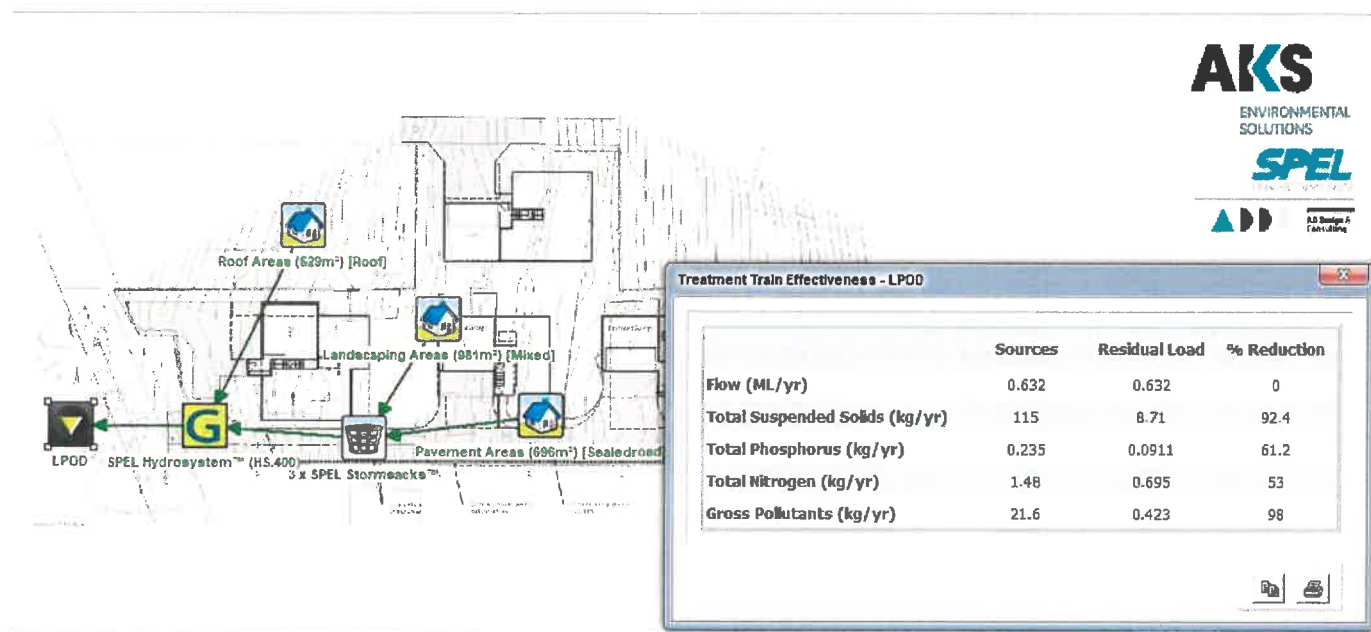 AKS
ENVIRONMENTAL
SOLUTIONS
SPEL
ADD
AD Design &
Consulting
Roof Areas (629m²) [Roof]
Landscaping Areas (981m²) [Mixed]
Pavement Areas (696m²) [Sealedroad]
LPOD
SPEL Hydrosystem™ (HS.400)
3 x SPEL Stormsacks™
Treatment Train Effectiveness - LPOD
Sources Residual Load % Reduction
Flow (ML/yr) 0.632 0.632 0
Total Suspended Solids (kg/yr) 115 8.71 92.4
Total Phosphorus (kg/yr) 0.235 0.0911 61.2
Total Nitrogen (kg/yr) 1.48 0.695 53
Gross Pollutants (kg/yr) 21.6 0.423 98